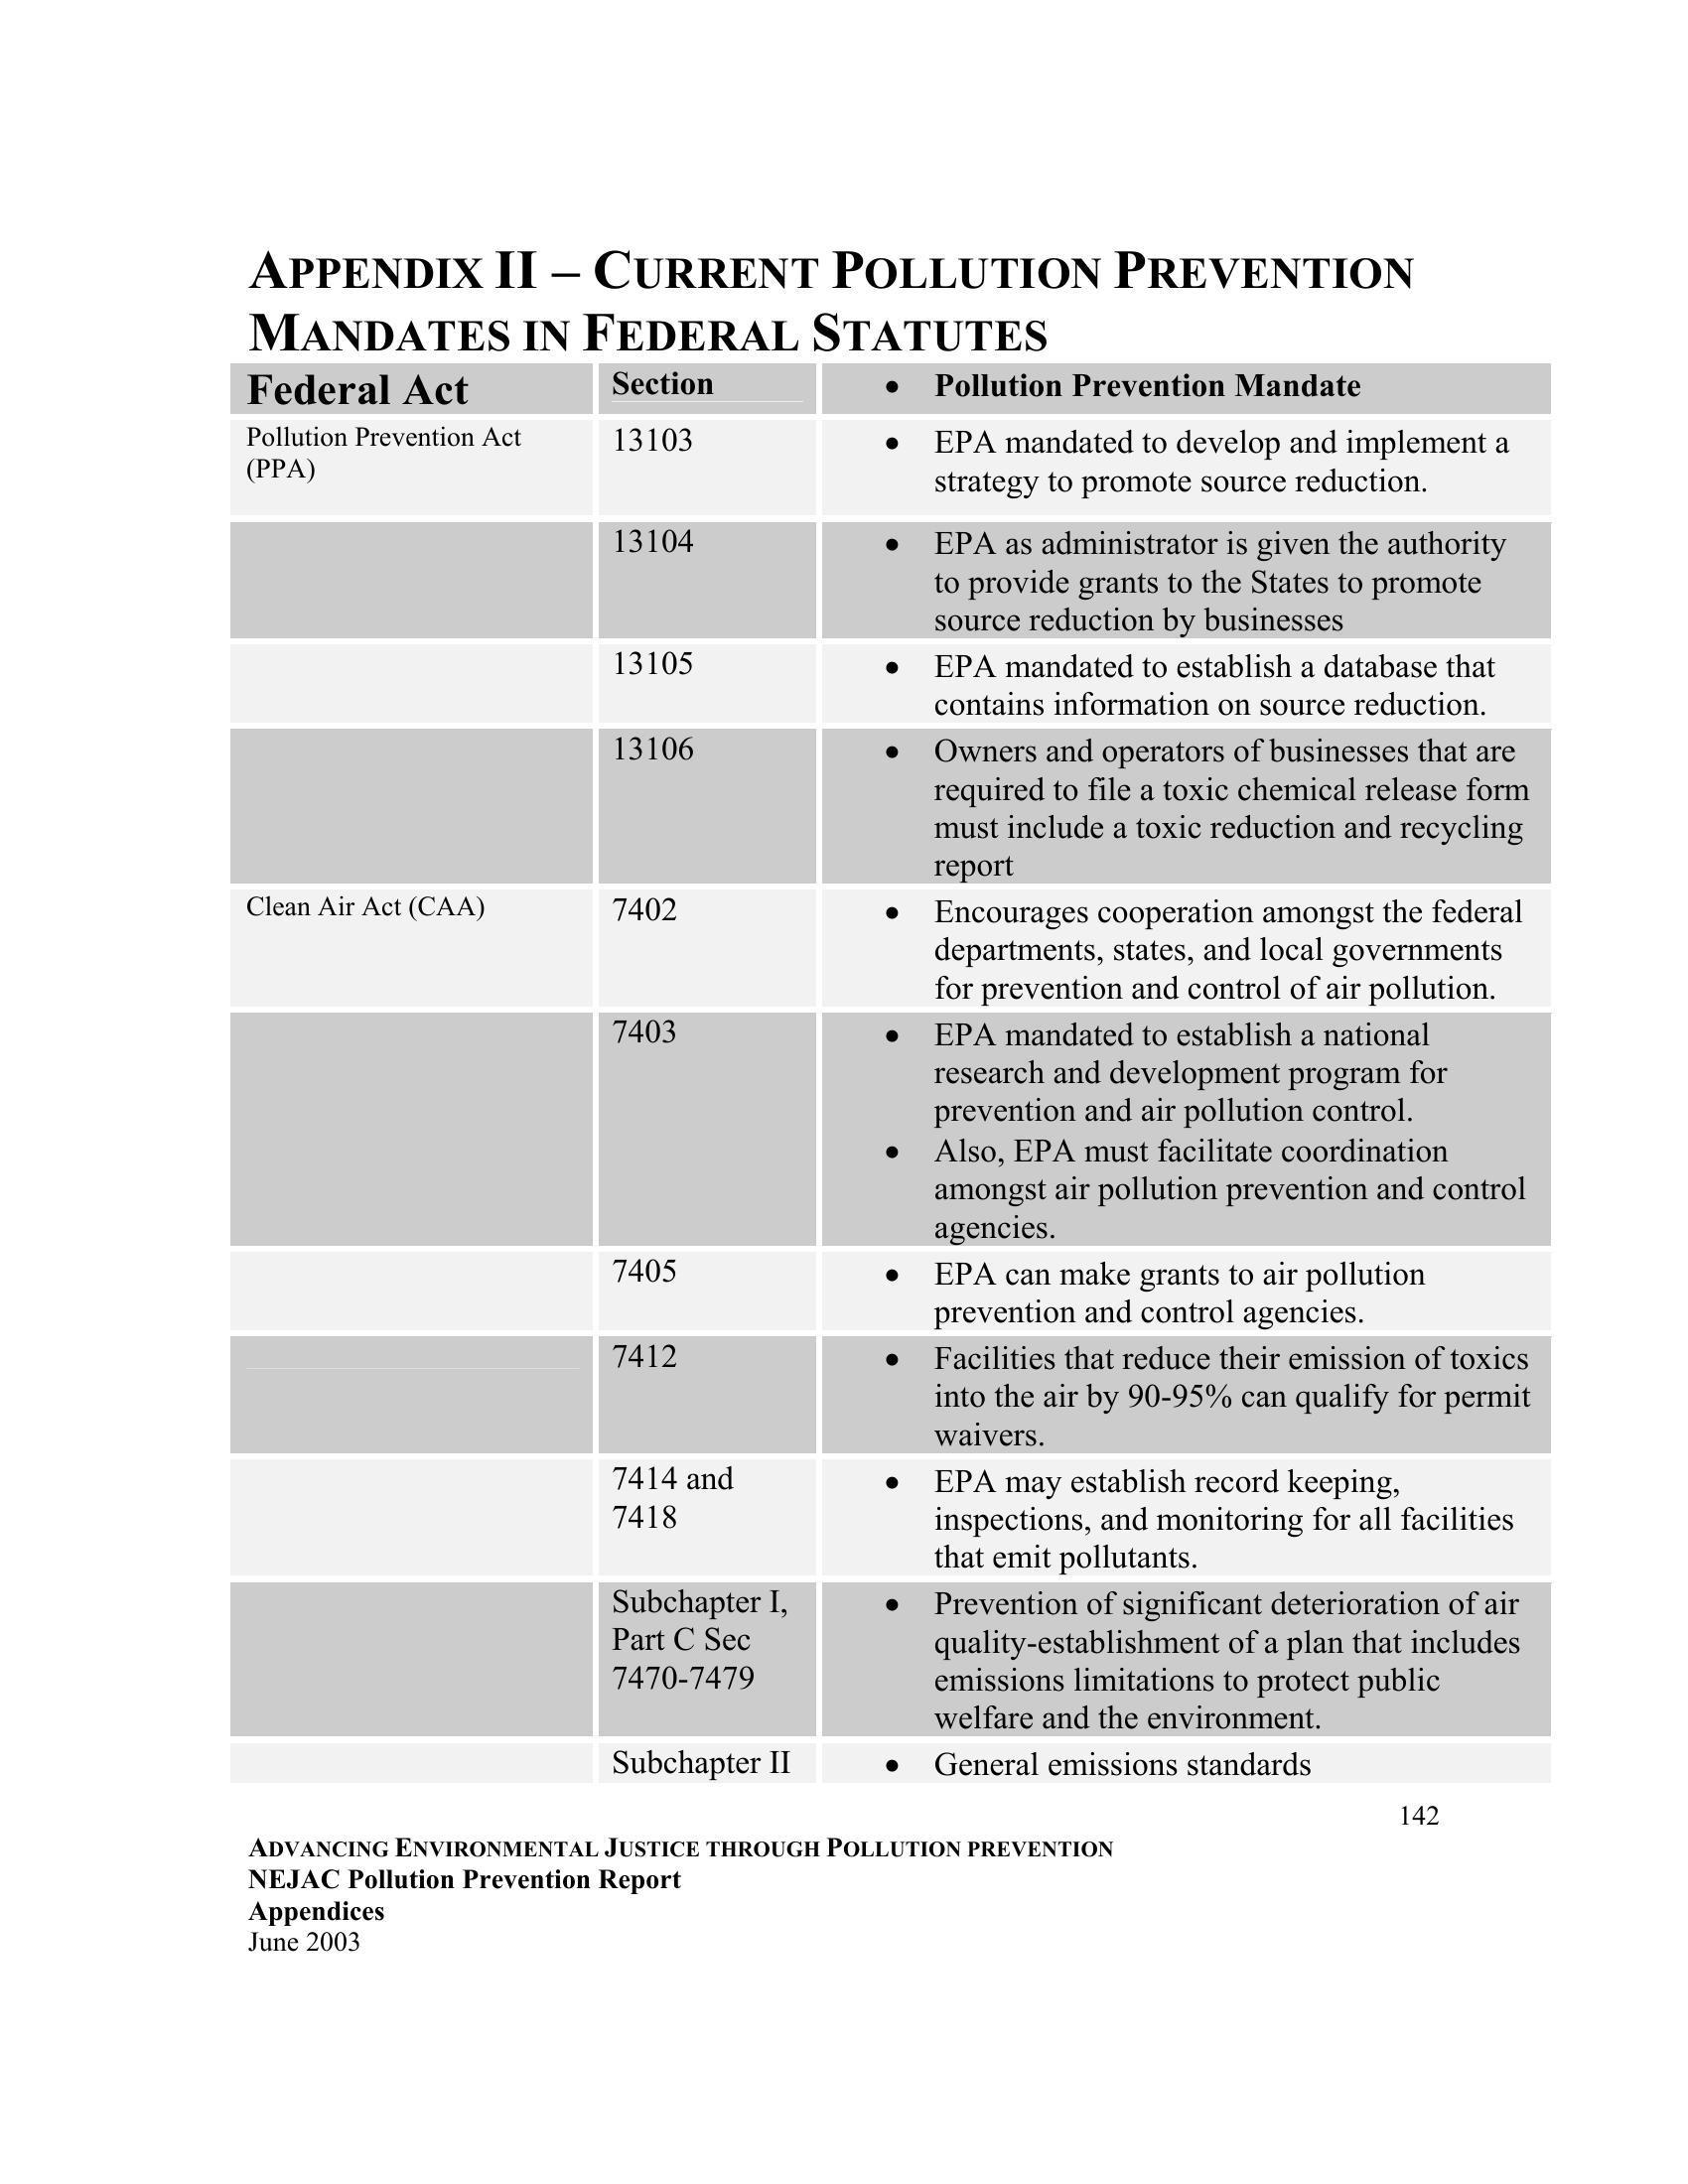 APPENDIX II – CURRENT POLLUTION PREVENTION
MANDATES IN FEDERAL STATUTES
Federal Act Section • Pollution Prevention Mandate
Pollution Prevention Act
(PPA)
13103
• EPA mandated to develop and implement a
strategy to promote source reduction.
13104
• EPA as administrator is given the authority
to provide grants to the States to promote
source reduction by businesses
13105
• EPA mandated to establish a database that
contains information on source reduction.
13106
• Owners and operators of businesses that are
required to file a toxic chemical release form
must include a toxic reduction and recycling
report
Clean Air Act (CAA)
7402
• Encourages cooperation amongst the federal
departments, states, and local governments
for prevention and control of air pollution.
7403
• EPA mandated to establish a national
research and development program for
prevention and air pollution control.
• Also, EPA must facilitate coordination
amongst air pollution prevention and control
agencies.
7405
• EPA can make grants to air pollution
prevention and control agencies.
7412
• Facilities that reduce their emission of toxics
into the air by 90-95% can qualify for permit
waivers.
7414 and
7418
• EPA may establish record keeping,
inspections, and monitoring for all facilities
that emit pollutants.
Subchapter I,
Part C Sec
7470-7479
• Prevention of significant deterioration of air
quality-establishment of a plan that includes
emissions limitations to protect public
welfare and the environment.
Subchapter II
• General emissions standards
142
ADVANCING ENVIRONMENTAL JUSTICE THROUGH POLLUTION PREVENTION
NEJAC Pollution Prevention Report
Appendices
June 2003